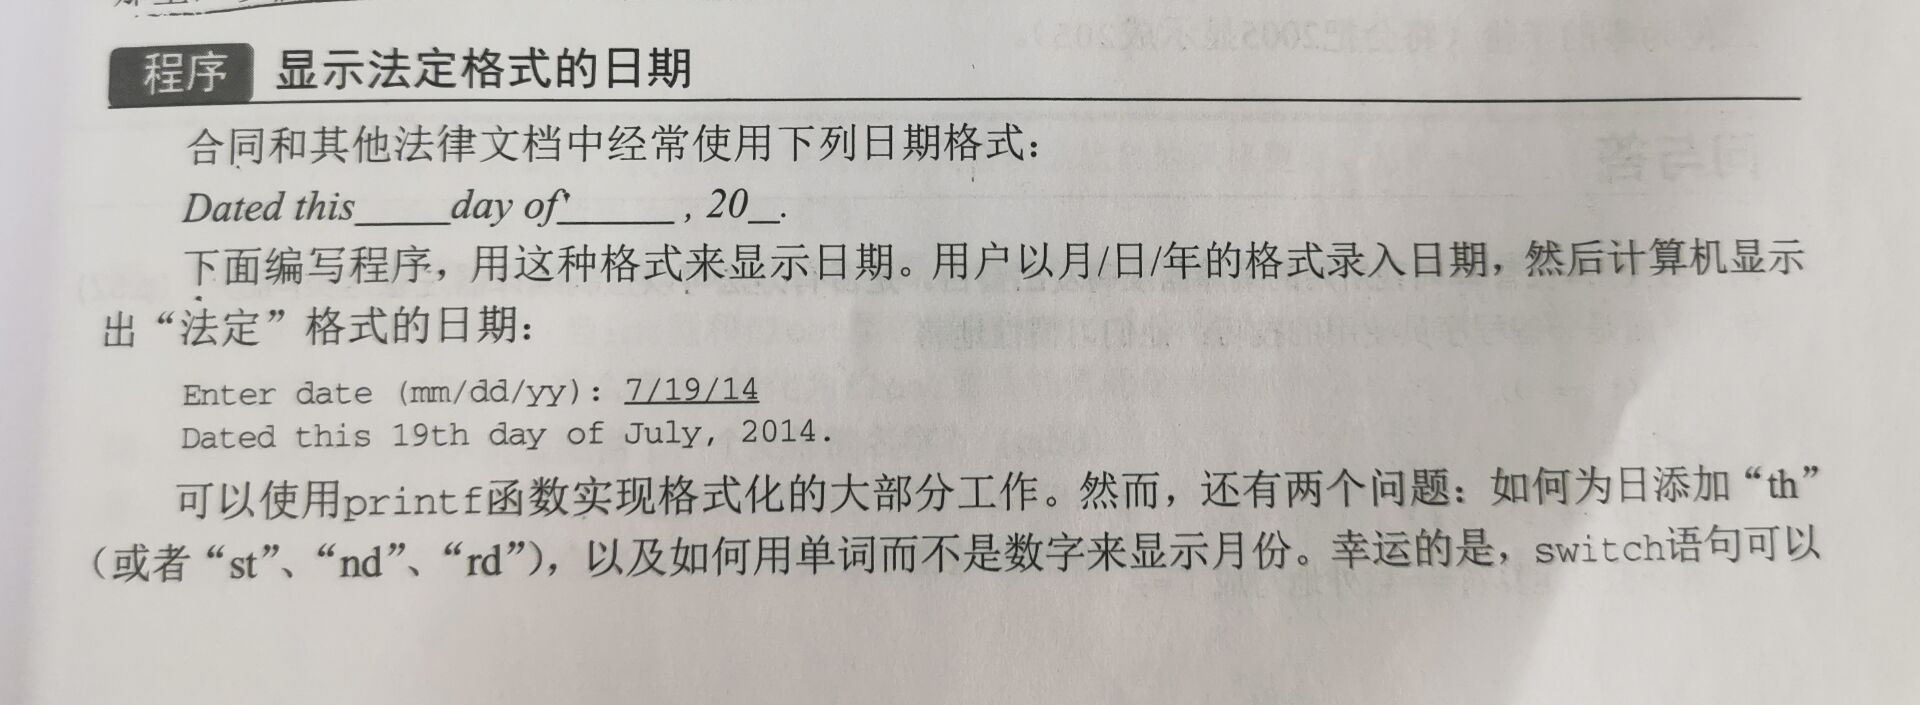 程序 显示法定格式的日期
合同和其他法律文档中经常使用下列日期格式：
Dated this_____day of______, 20__.
下面编写程序，用这种格式来显示日期。用户以月/日/年的格式录入日期，然后计算机显示
出“法定”格式的日期：
Enter date (mm/dd/yy): 7/19/14
Dated this 19th day of July, 2014.
可以使用printf函数实现格式化的大部分工作。然而，还有两个问题：如何为日添加“th”
（或者“st”、“nd”、“rd”），以及如何用单词而不是数字来显示月份。幸运的是，switch语句可以